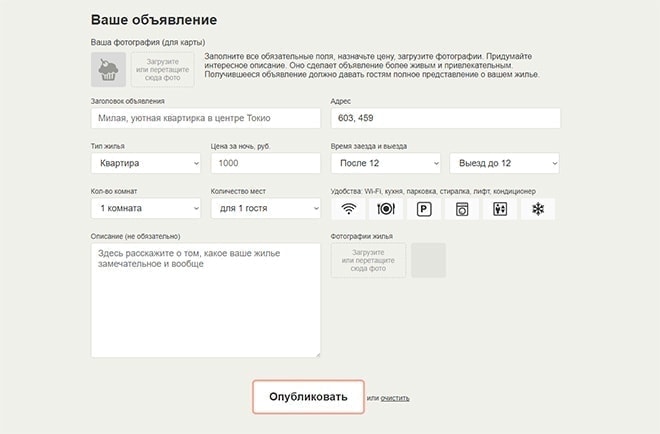 Ваше объявление
Ваша фотография (для карты)
Загрузите
или перетащите
сюда фото
Заполните все обязательные поля, назначьте цену, загрузите фотографии. Придумайте
интересное описание. Оно сделает объявление более живым и привлекательным.
Получившееся объявление должно давать гостям полное представление о вашем жилье.
Заголовок объявления
Адрес
Милая, уютная квартирка в центре Токио
603, 459
Тип жилья
Цена за ночь, руб.
Время заезда и выезда
Квартира
1000
После 12
Выезд до 12
Кол-во комнат
Количество мест
Удобства: Wi-Fi, кухня, парковка, стиралка, лифт, кондиционер
1 комната
для 1 гостя
P
Описание (не обязательно)
Фотографии жилья
Здесь расскажите о том, какое ваше жилье
замечательное и вообще
Загрузите
или перетащите
сюда фото
Опубликовать
или очистить